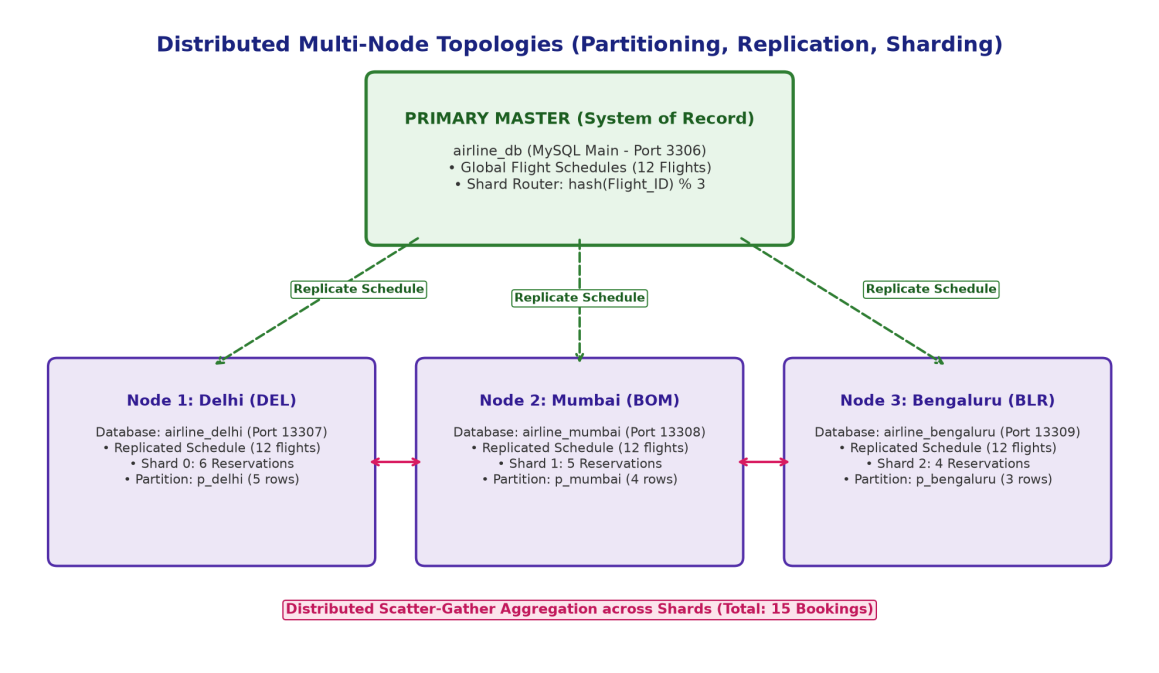 Distributed Multi-Node Topologies (Partitioning, Replication, Sharding)
PRIMARY MASTER (System of Record)
airline_db (MySQL Main - Port 3306)
• Global Flight Schedules (12 Flights)
• Shard Router: hash(Flight_ID) % 3
Replicate Schedule
Replicate Schedule
Replicate Schedule
Node 1: Delhi (DEL)
Database: airline_delhi (Port 13307)
• Replicated Schedule (12 flights)
• Shard 0: 6 Reservations
• Partition: p_delhi (5 rows)
Node 2: Mumbai (BOM)
Database: airline_mumbai (Port 13308)
• Replicated Schedule (12 flights)
• Shard 1: 5 Reservations
• Partition: p_mumbai (4 rows)
Node 3: Bengaluru (BLR)
Database: airline_bengaluru (Port 13309)
• Replicated Schedule (12 flights)
• Shard 2: 4 Reservations
• Partition: p_bengaluru (3 rows)
Distributed Scatter-Gather Aggregation across Shards (Total: 15 Bookings)